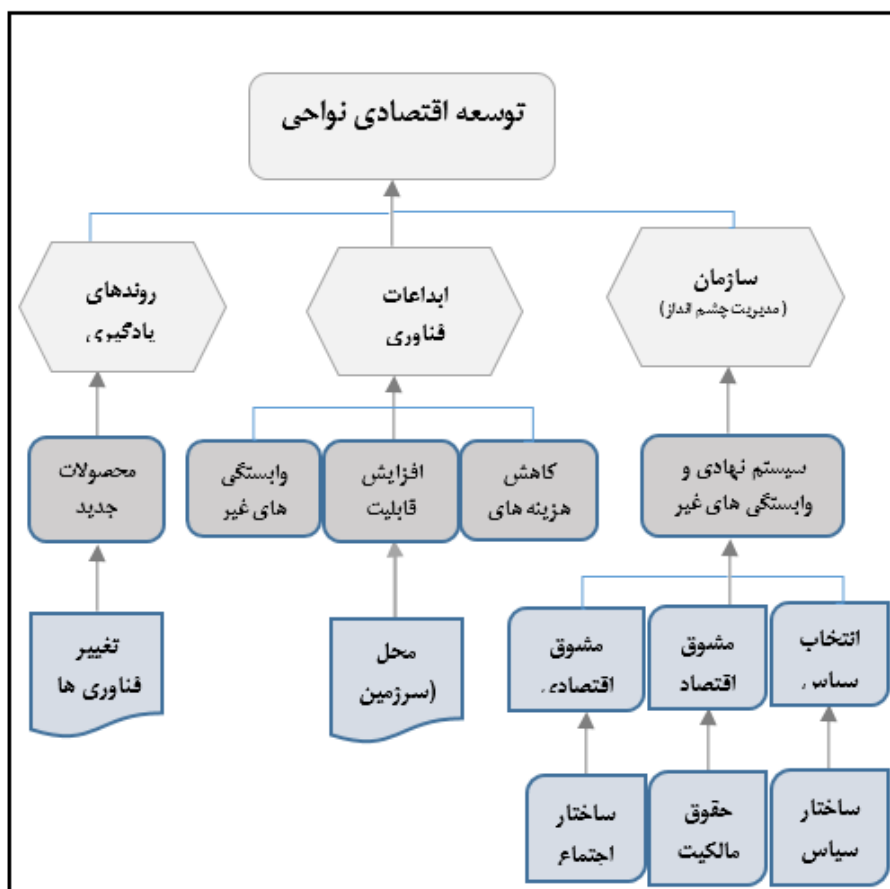 توسعه اقتصادی نواحی
سازمان
(مدیریت چشم انداز)
ابداعات
فناوری
روندهای
یادگیری
سیستم نهادی و
وابستگی های غیر
کاهش
هزینه های
افزایش
قابلیت
وابستگی
های غیر
محصولات
جدید
انتخاب
سیاسی
مشوق
اقتصاد
مشوق
اقتصادی
محل
(سرزمین
تغییر
فناوری ها
ساختار
سیاس
حقوق
مالکیت
ساختار
اجتماع